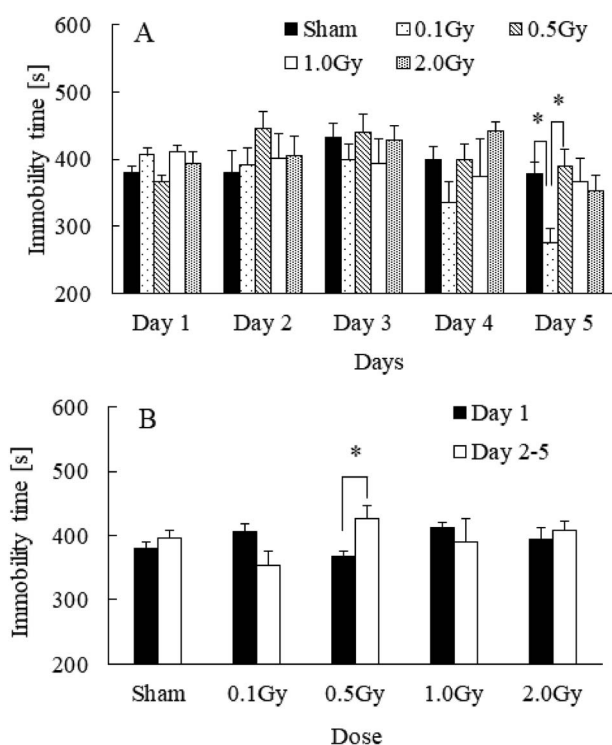 A
Sham 0.1Gy 0.5Gy
1.0Gy 2.0Gy
Immobility time [s]
600
500
400
300
200
* *
Day 1 Day 2 Day 3 Day 4 Day 5
Days
B
Day 1
Day 2-5
Immobility time [s]
600
500
400
300
200
*
Sham 0.1Gy 0.5Gy 1.0Gy 2.0Gy
Dose